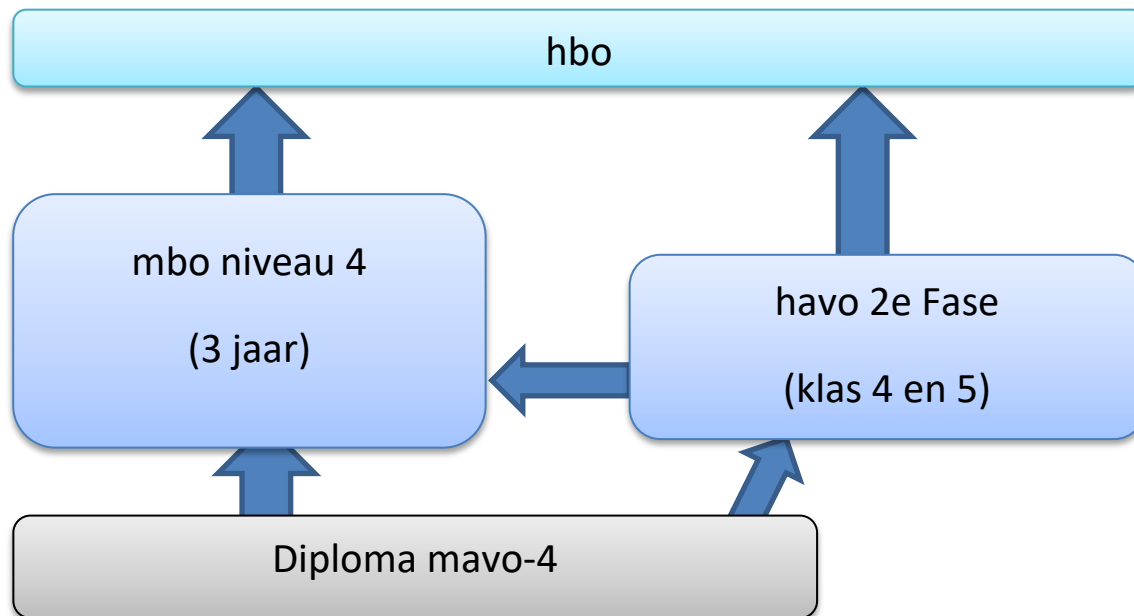 hbo
mbo niveau 4
(3 jaar)
havo 2e Fase
(klas 4 en 5)
Diploma mavo-4